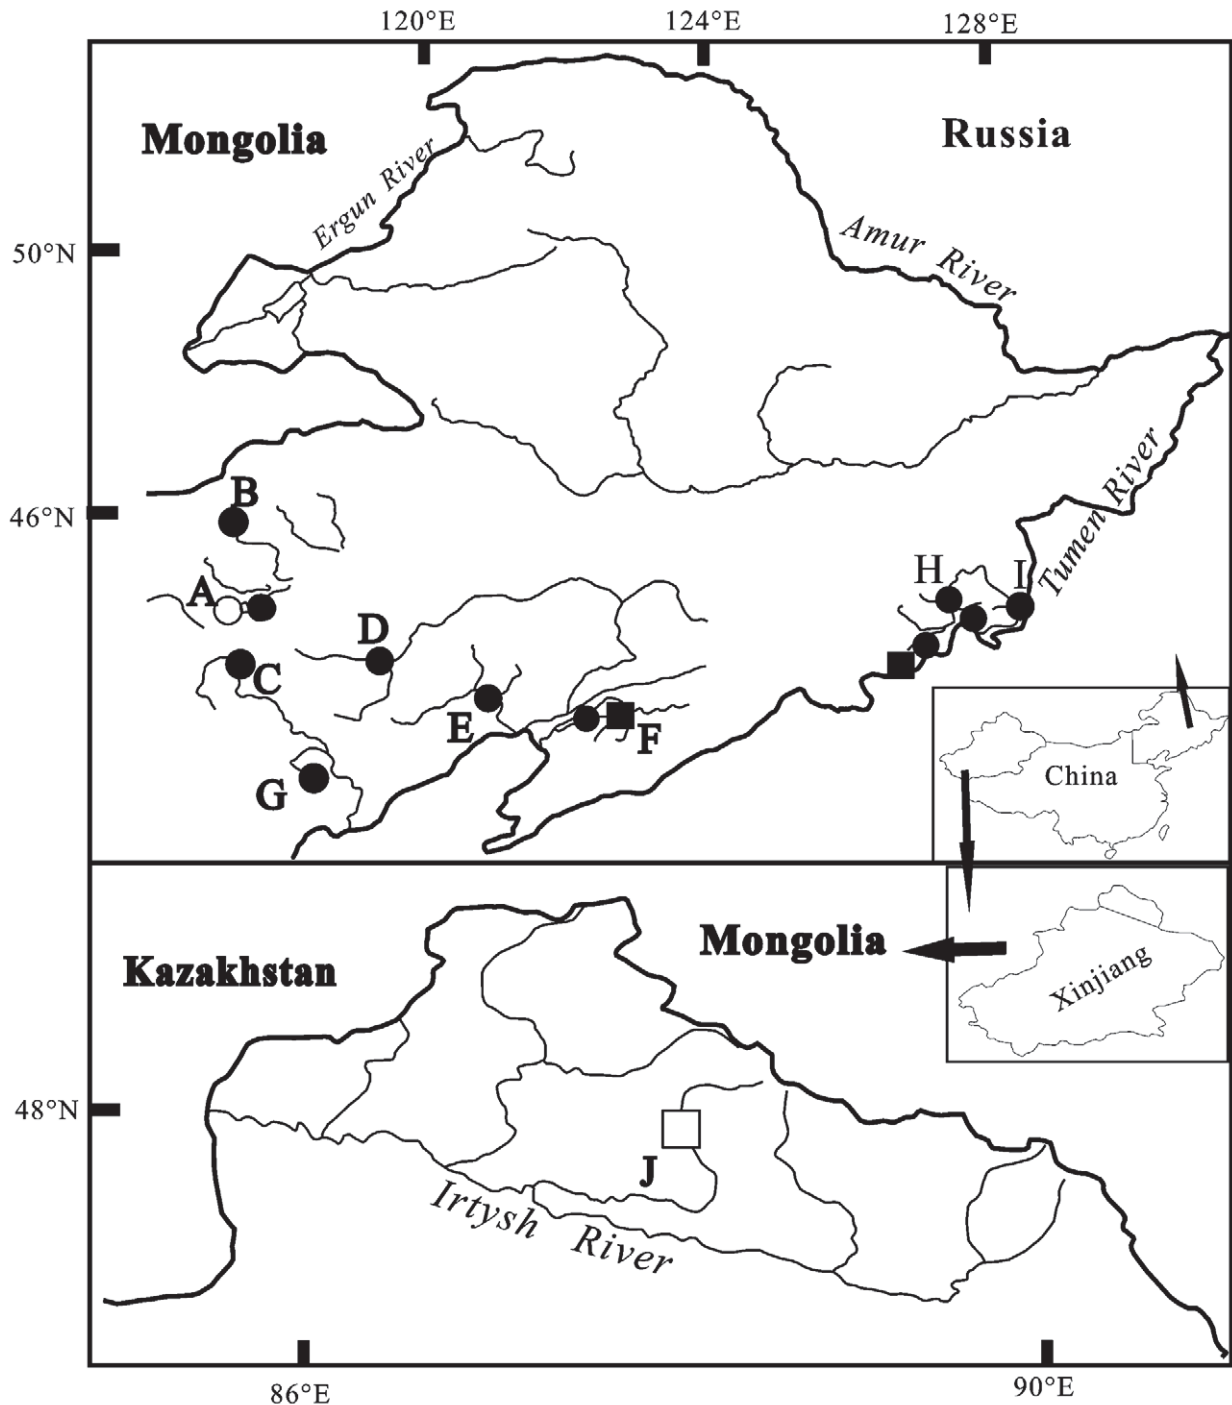 120°E
124°E
128°E
Mongolia
Russia
Ergun River
50°N
Amur River
46°N
B
A
D
C
E
F
G
H
I
Tumen River
China
Kazakhstan
Mongolia
Xinjiang
48°N
J
Irtysh River
86°E
90°E